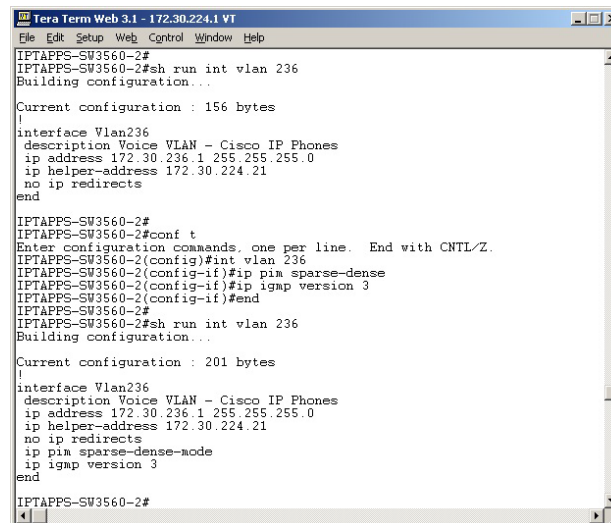 Tera Term Web 3.1 - 172.30.224.1 VT
File Edit Setup Web Control Window Help
IPTAPPS-SW3560-2#
IPTAPPS-SW3560-2#sh run int vlan 236
Building configuration...

Current configuration : 156 bytes
!
interface Vlan236
 description Voice VLAN - Cisco IP Phones
 ip address 172.30.236.1 255.255.255.0
 ip helper-address 172.30.224.21
 no ip redirects
end

IPTAPPS-SW3560-2#
IPTAPPS-SW3560-2#conf t
Enter configuration commands, one per line.  End with CNTL/Z.
IPTAPPS-SW3560-2(config)#int vlan 236
IPTAPPS-SW3560-2(config-if)#ip pim sparse-dense
IPTAPPS-SW3560-2(config-if)#ip igmp version 3
IPTAPPS-SW3560-2(config-if)#end
IPTAPPS-SW3560-2#
IPTAPPS-SW3560-2#sh run int vlan 236
Building configuration...

Current configuration : 201 bytes
!
interface Vlan236
 description Voice VLAN - Cisco IP Phones
 ip address 172.30.236.1 255.255.255.0
 ip helper-address 172.30.224.21
 no ip redirects
 ip pim sparse-dense-mode
 ip igmp version 3
end

IPTAPPS-SW3560-2#